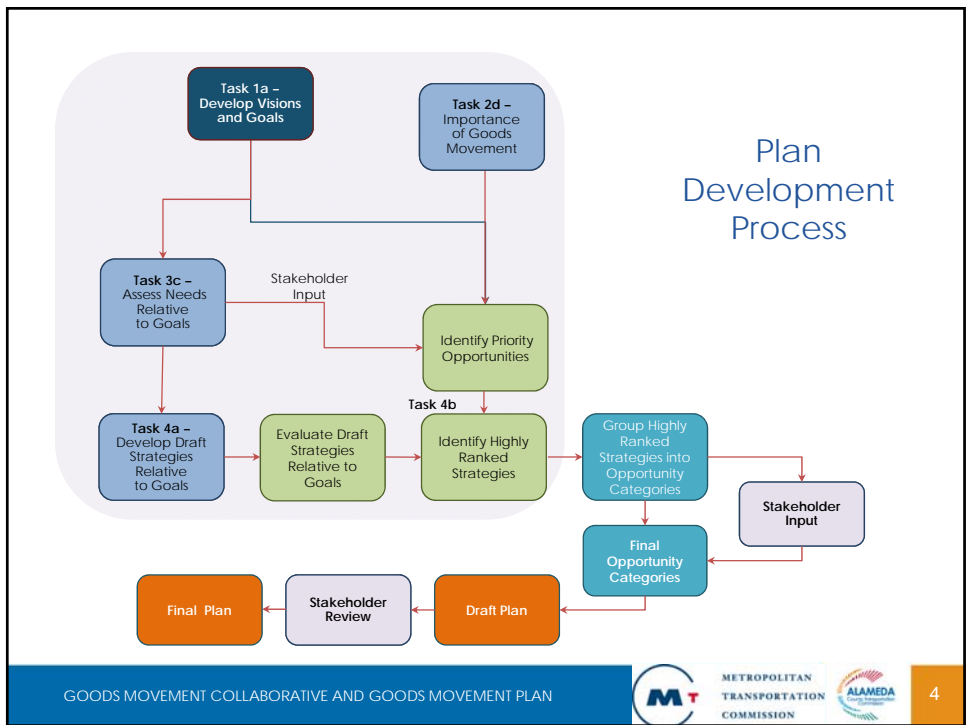 Task 1a –
Develop Visions
and Goals
Task 2d –
Importance
of Goods
Movement
Plan
Development
Process
Task 3c –
Assess Needs
Relative
to Goals
Stakeholder
Input
Identify Priority
Opportunities
Task 4b
Task 4a –
Develop Draft
Strategies
Relative
to Goals
Evaluate Draft
Strategies
Relative to
Goals
Identify Highly
Ranked
Strategies
Group Highly
Ranked
Strategies into
Opportunity
Categories
Stakeholder
Input
Final
Opportunity
Categories
Final Plan
Stakeholder
Review
Draft Plan
GOODS MOVEMENT COLLABORATIVE AND GOODS MOVEMENT PLAN
MT
METROPOLITAN
TRANSPORTATION
COMMISSION
ALAMEDA
County Transportation
Commission
4